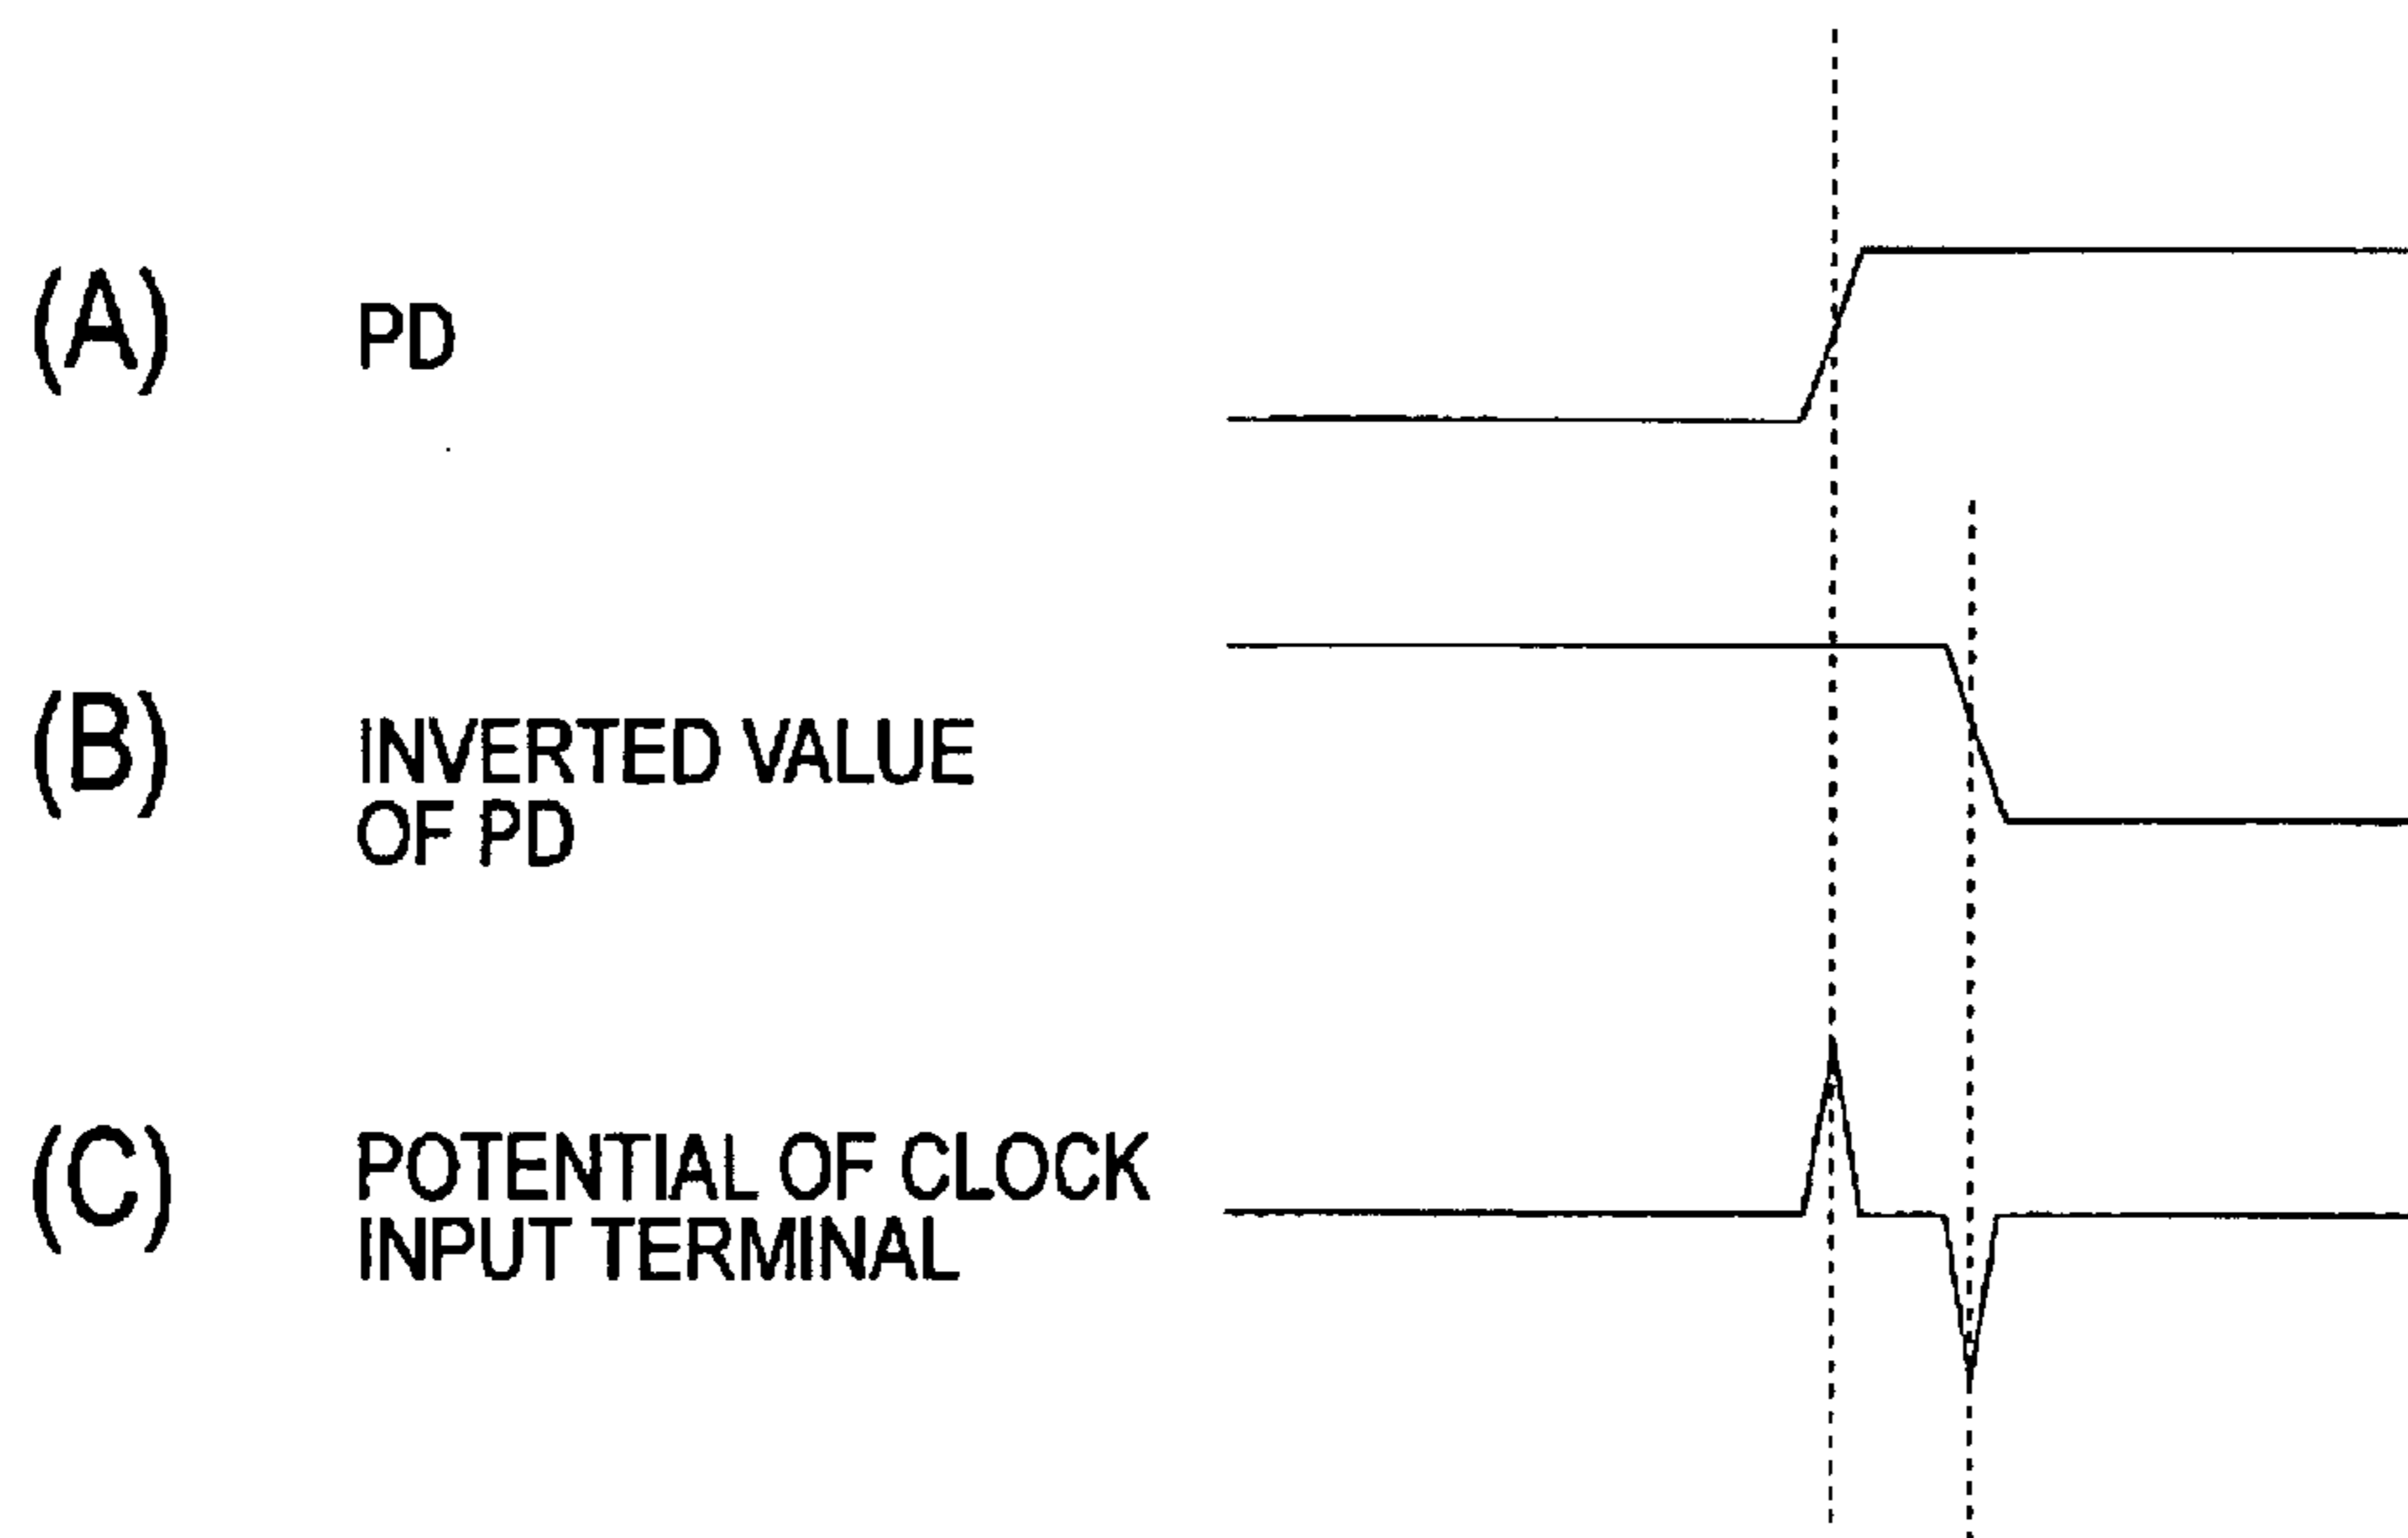 (A) PD
(B) INVERTED VALUE
OF PD
(C) POTENTIAL OF CLOCK
INPUT TERMINAL